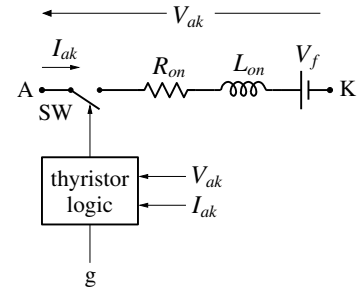 V_ak
I_ak
R_on
L_on
V_f
A
K
SW
thyristor
logic
V_ak
I_ak
g